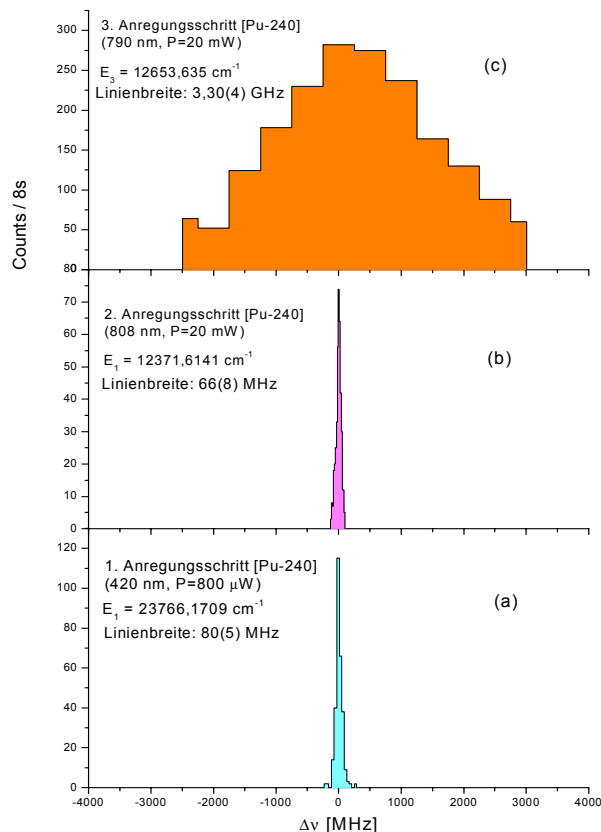 3. Anregungsschritt [Pu-240]
(790 nm, P=20 mW)
E3 = 12653,635 cm-1
Linienbreite: 3,30(4) GHz
(c)
300
250
200
150
100
50
80
Counts / 8s
2. Anregungsschritt [Pu-240]
(808 nm, P=20 mW)
E1 = 12371,6141 cm-1
Linienbreite: 66(8) MHz
(b)
70
60
50
40
30
20
10
0
1. Anregungsschritt [Pu-240]
(420 nm, P=800 μW)
E1 = 23766,1709 cm-1
Linienbreite: 80(5) MHz
(a)
120
100
80
60
40
20
0
-4000 -3000 -2000 -1000 0 1000 2000 3000 4000
Δν [MHz]